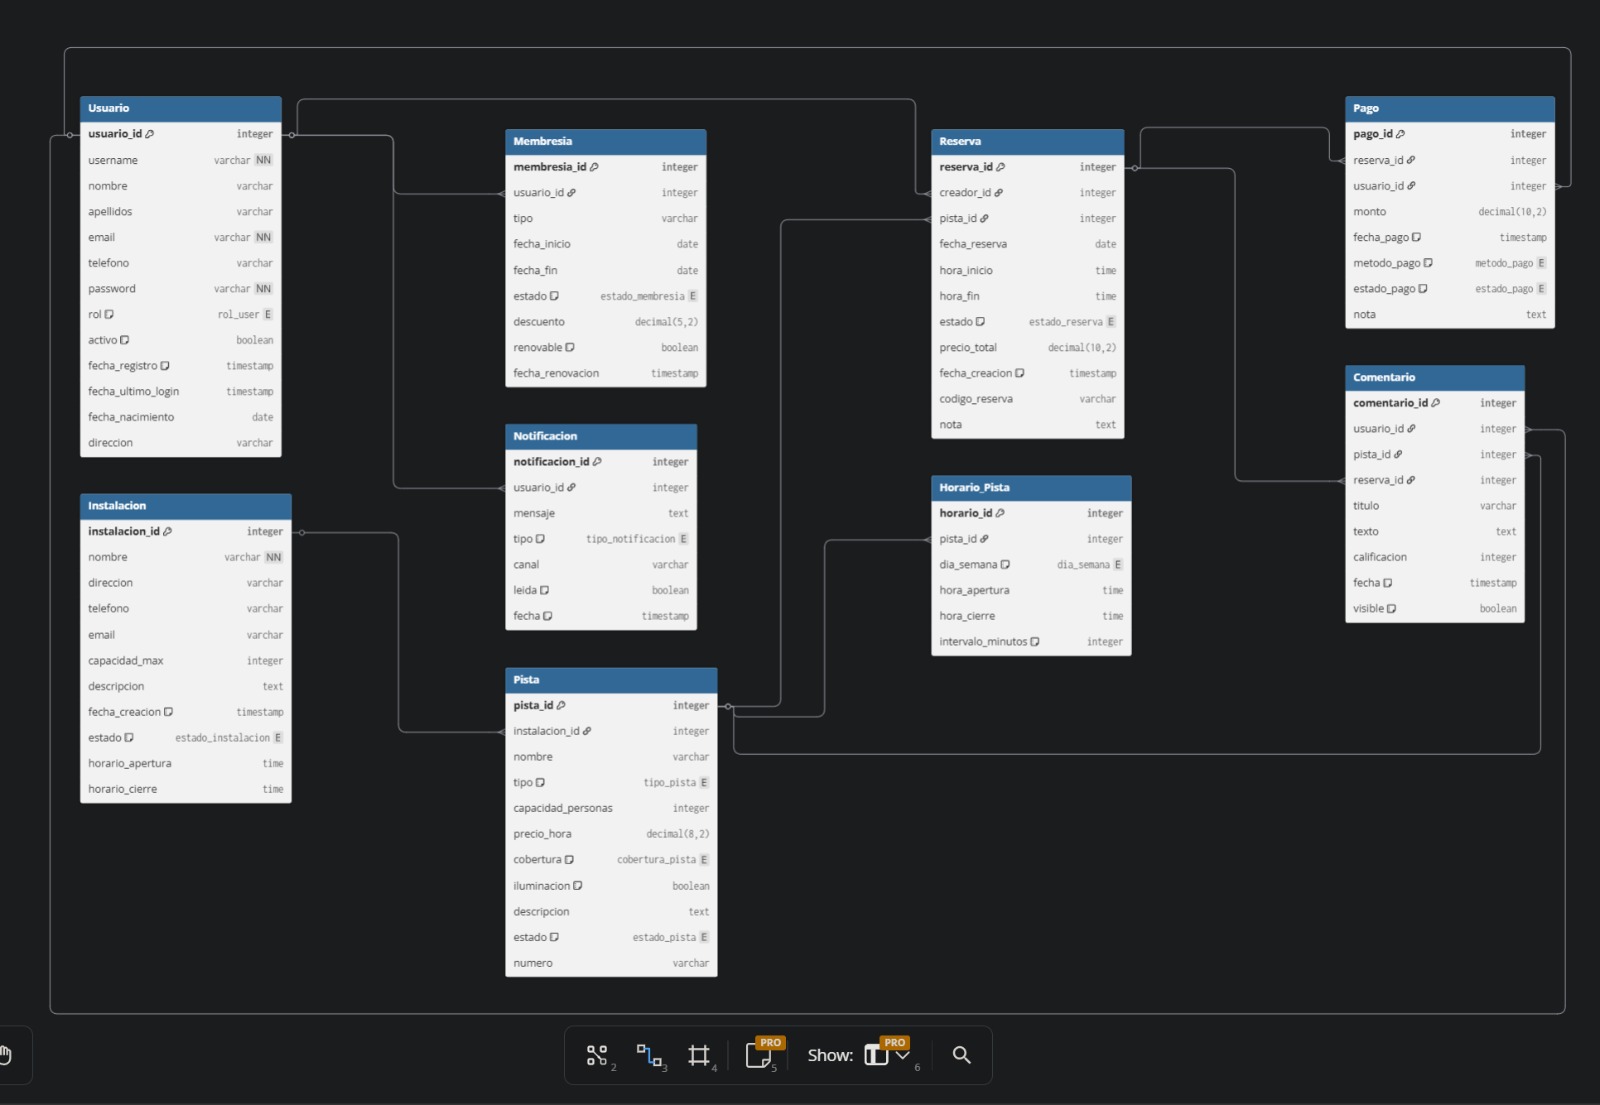 Usuario
usuario_id integer
username varchar NN
nombre varchar
apellidos varchar
email varchar NN
telefono varchar
password varchar NN
rol rol_user E
activo boolean
fecha_registro timestamp
fecha_ultimo_login timestamp
fecha_nacimiento date
direccion varchar
Instalacion
instalacion_id integer
nombre varchar NN
direccion varchar
telefono varchar
email varchar
capacidad_max integer
descripcion text
fecha_creacion timestamp
estado estado_instalacion E
horario_apertura time
horario_cierre time
Membresia
membresia_id integer
usuario_id integer
tipo varchar
fecha_inicio date
fecha_fin date
estado estado_membresia E
descuento decimal(5,2)
renovable boolean
fecha_renovacion timestamp
Notificacion
notificacion_id integer
usuario_id integer
mensaje text
tipo tipo_notificacion E
canal varchar
leida boolean
fecha timestamp
Pista
pista_id integer
instalacion_id integer
nombre varchar
tipo tipo_pista E
capacidad_personas integer
precio_hora decimal(8,2)
cobertura cobertura_pista E
iluminacion boolean
descripcion text
estado estado_pista E
numero varchar
Reserva
reserva_id integer
creador_id integer
pista_id integer
fecha_reserva date
hora_inicio time
hora_fin time
estado estado_reserva E
precio_total decimal(10,2)
fecha_creacion timestamp
codigo_reserva varchar
nota text
Horario_Pista
horario_id integer
pista_id integer
dia_semana dia_semana E
hora_apertura time
hora_cierre time
intervalo_minutos integer
Pago
pago_id integer
reserva_id integer
usuario_id integer
monto decimal(10,2)
fecha_pago timestamp
metodo_pago metodo_pago E
estado_pago estado_pago E
nota text
Comentario
comentario_id integer
usuario_id integer
pista_id integer
reserva_id integer
titulo varchar
texto text
calificacion integer
fecha timestamp
visible boolean
2 3 4 PRO 5 Show: PRO 6